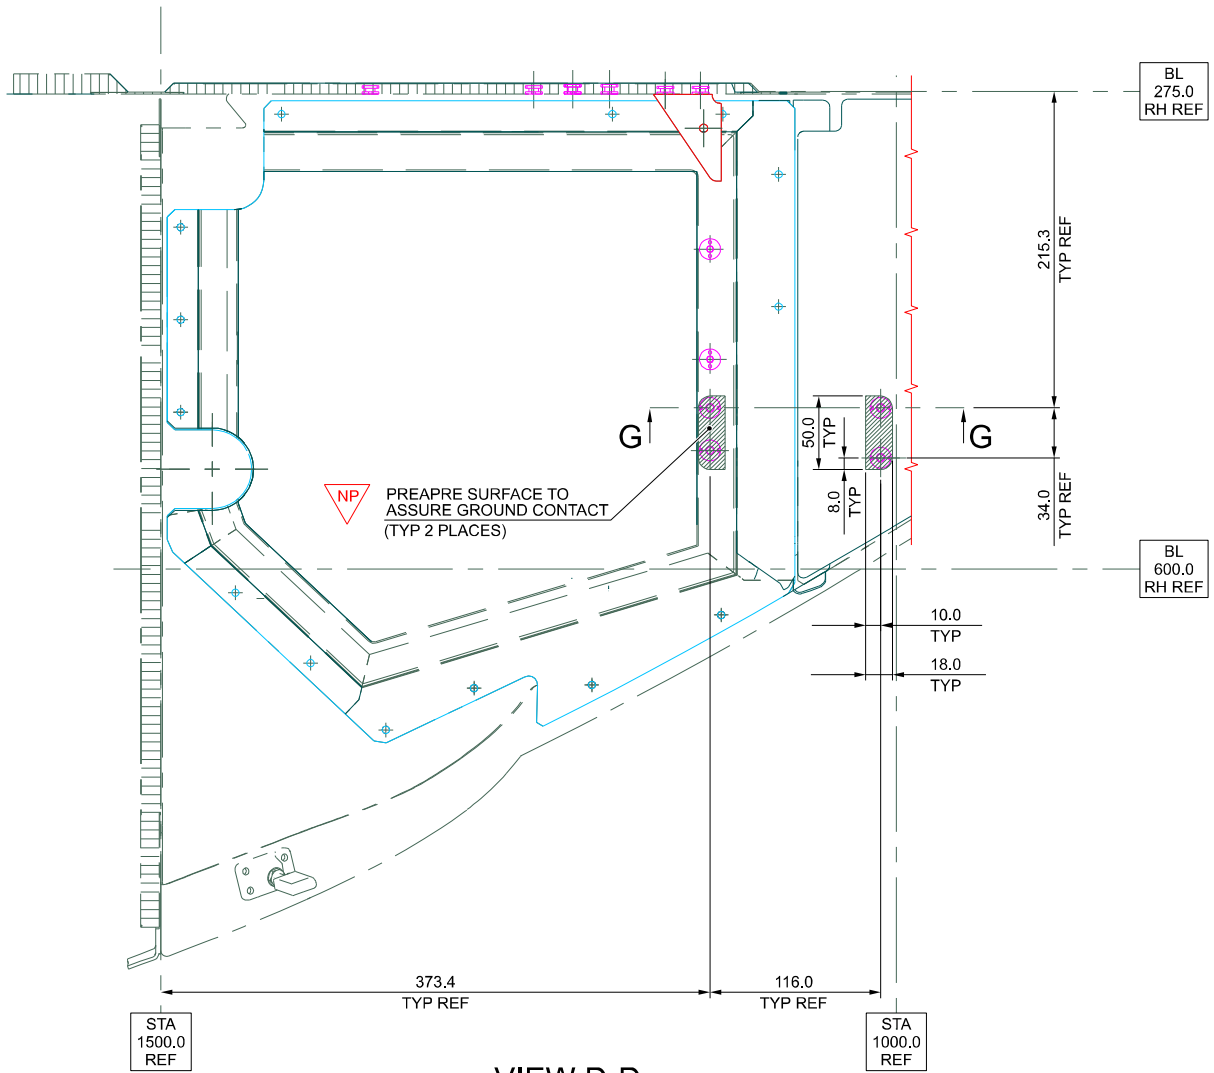 BL
275.0
RH REF
215.3
TYP REF
G
G
50.0
TYP
8.0
TYP
34.0
TYP REF
NP
PREAPRE SURFACE TO
ASSURE GROUND CONTACT
(TYP 2 PLACES)
BL
600.0
RH REF
10.0
TYP
18.0
TYP
373.4
TYP REF
116.0
TYP REF
STA
1500.0
REF
STA
1000.0
REF